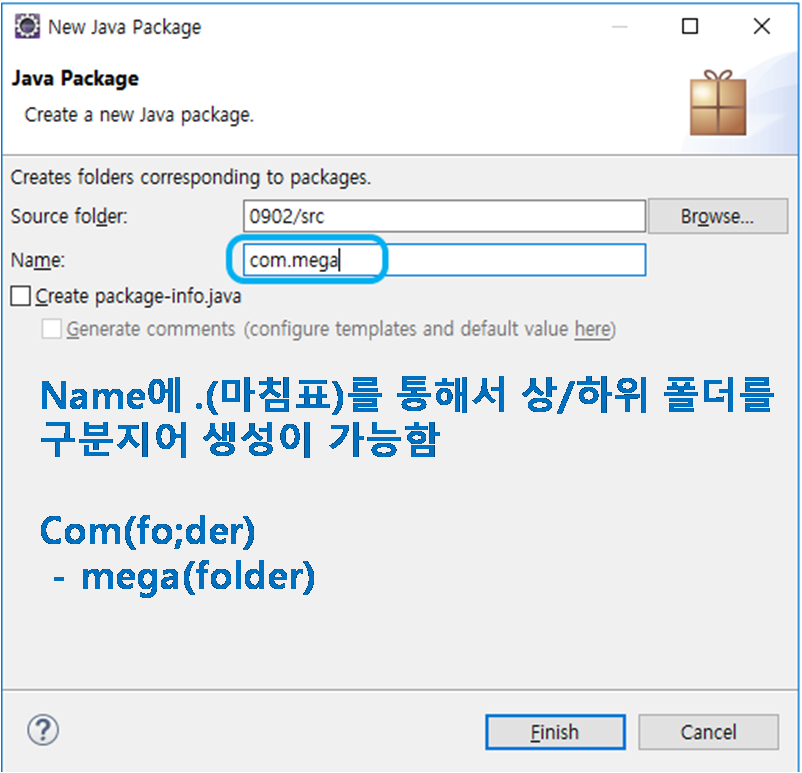 New Java Package
Java Package
Create a new Java package.
Creates folders corresponding to packages.
Source folder: 0902/src Browse...
Name: com.mega
Create package-info.java
Generate comments (configure templates and default value here)
Name에 .(마침표)를 통해서 상/하위 폴더를
구분지어 생성이 가능함
Com(fo;der)
- mega(folder)
? Finish Cancel